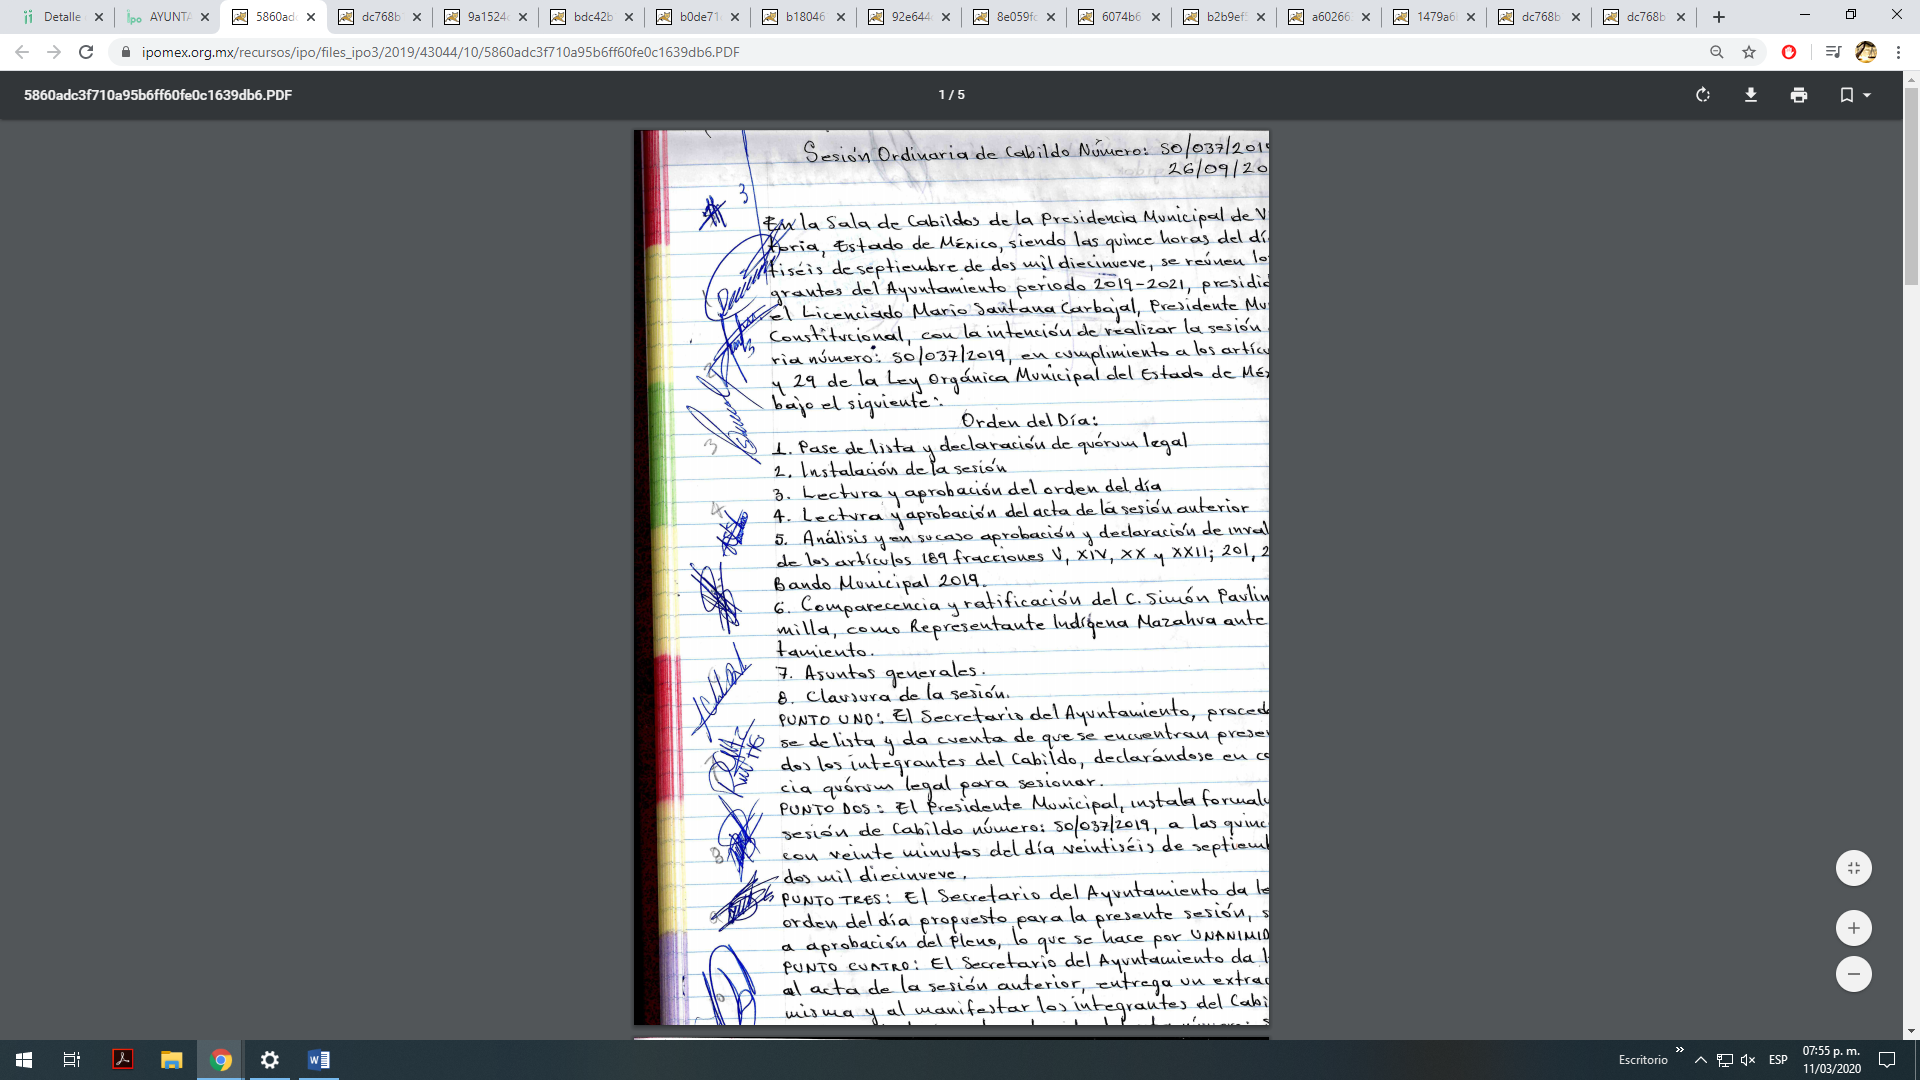 Detalle
AYUNTA
5860ad
dc768b
9a1524
bdc42b
b0de71
b18046
92e644
8e059fc
6074b6
b2b9ef
a60266
1479a6
dc768b
dc768b
ipomex.org.mx/recursos/ipo/files_ipo3/2019/43044/10/5860adc3f710a95b6ff60fe0c1639db6.PDF
5860adc3f710a95b6ff60fe0c1639db6.PDF
1 / 5
Sesión Ordinaria de Cabildo Número: SO/037/2019
26/09/20
En la Sala de Cabildos de la Presidencia Municipal de V
toria, Estado de México, siendo las quince horas del dí
tiséis de septiembre de dos mil diecinueve, se reúnen lo
grantes del Ayuntamiento periodo 2019-2021, presidid
el Licenciado Mario Santana Carbajal, Presidente Mu
Constitucional, con la intención de realizar la sesión
ria número: SO/037/2019, en cumplimiento a los artícu
y 29 de la Ley Orgánica Municipal del Estado de Méx
bajo el siguiente:
Orden del Día:
1. Pase de lista y declaración de quórum legal
2. Instalación de la sesión
3. Lectura y aprobación del orden del día
4. Lectura y aprobación del acta de la sesión anterior
5. Análisis y en su caso aprobación y declaración de inval
de los artículos 189 fracciones V, XIV, XX y XXII; 201, 2
Bando Municipal 2019.
6. Comparecencia y ratificación del C. Simón Paulin
milla, como Representante Indígena Mazahua ante
tamiento.
7. Asuntos generales.
8. Clausura de la sesión.
PUNTO UNO: El Secretario del Ayuntamiento, procede
se de lista y da cuenta de que se encuentran presen
dos los integrantes del Cabildo, declarándose en co
cia quórum legal para sesionar.
PUNTO DOS: El Presidente Municipal, instala formalm
sesión de Cabildo número: SO/037/2019, a las quinc
con veinte minutos del día veintiséis de septiemb
dos mil diecinueve.
PUNTO TRES: El Secretario del Ayuntamiento da le
orden del día propuesto para la presente sesión, s
a aprobación del Pleno, lo que se hace por UNANIMID
PUNTO CUATRO: El Secretario del Ayuntamiento da l
al acta de la sesión anterior, entrega un extrac
misma y al manifestar los integrantes del Cabi
Escritorio
ESP
07:55 p. m.
11/03/2020